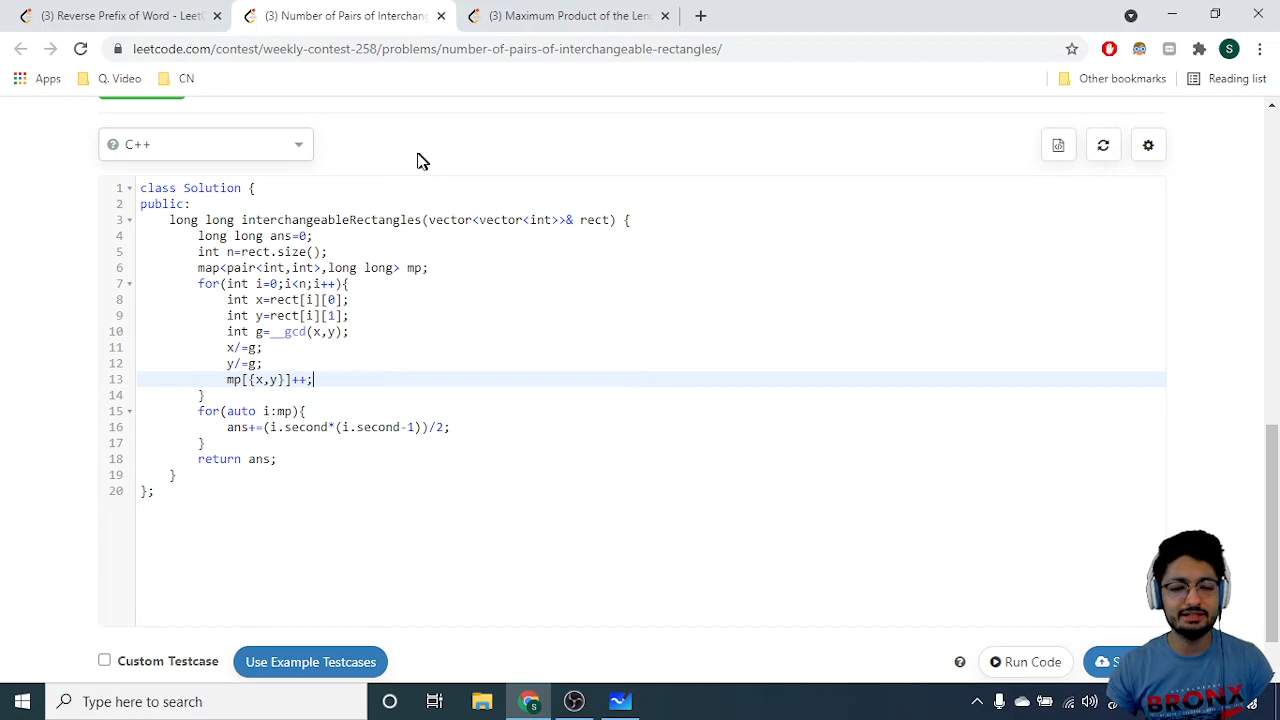 Reverse Prefix of Word - LeetC
(3) Number of Pairs of Interchang
(3) Maximum Product of the Leng
leetcode.com/contest/weekly-contest-258/problems/number-of-pairs-of-interchangeable-rectangles/
S
Apps
Q. Video
CN
Other bookmarks
Reading list
C++
1 class Solution {
2 public:
3 long long interchangeableRectangles(vector<vector<int>>& rect) {
4 long long ans=0;
5 int n=rect.size();
6 map<pair<int,int>,long long> mp;
7 for(int i=0;i<n;i++){
8 int x=rect[i][0];
9 int y=rect[i][1];
10 int g=__gcd(x,y);
11 x/=g;
12 y/=g;
13 mp[{x,y}]++;
14 }
15 for(auto i:mp){
16 ans+=(i.second*(i.second-1))/2;
17 }
18 return ans;
19 }
20 };
Custom Testcase
Use Example Testcases
Run Code
S
Type here to search
BRONX